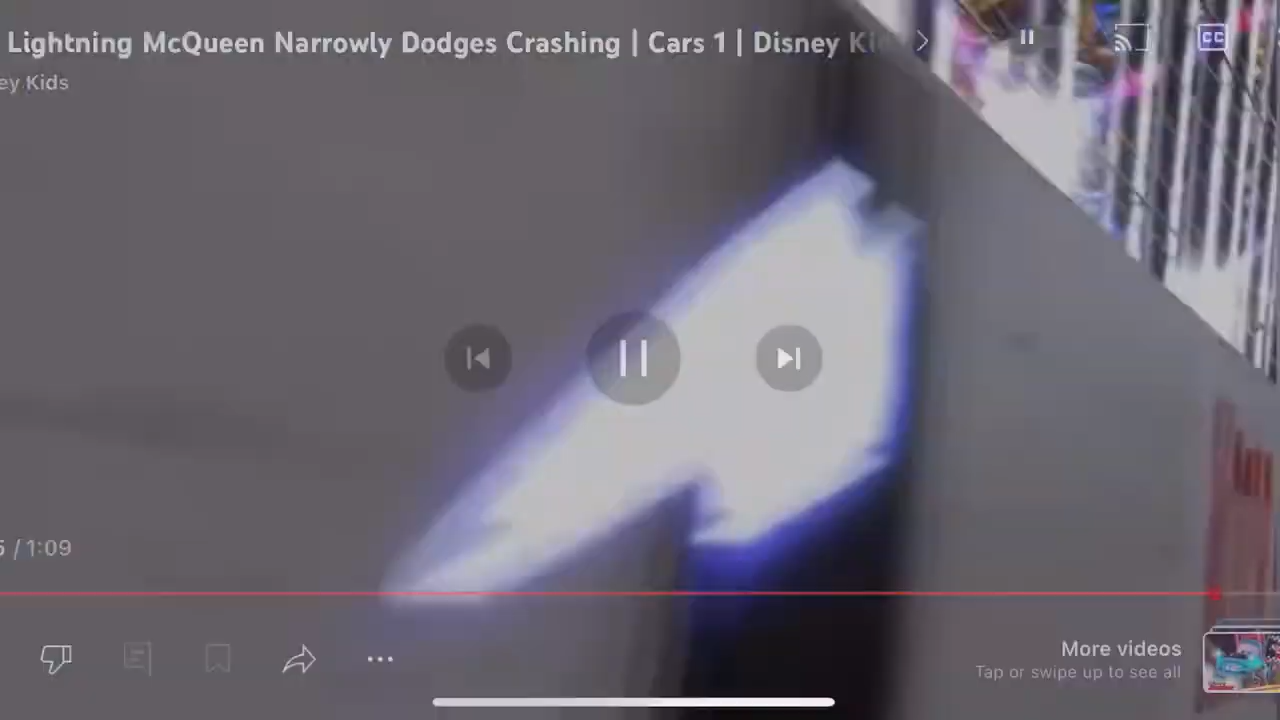 Lightning McQueen Narrowly Dodges Crashing | Cars 1 | Disney
CC
ey Kids
/ 1:09
More videos
Tap or swipe up to see all